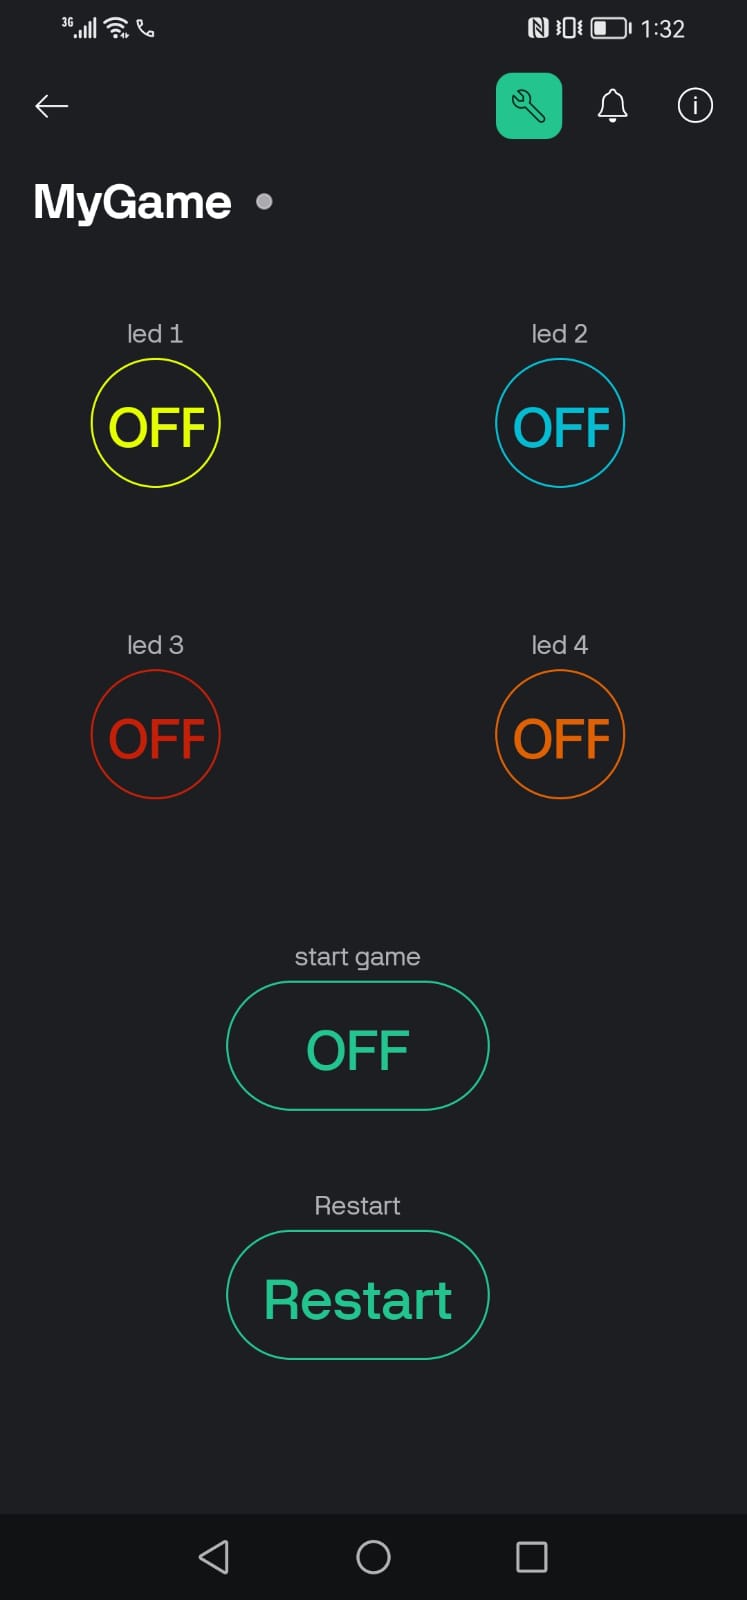 3G 1:32
MyGame
led 1 led 2
OFF OFF
led 3 led 4
OFF OFF
start game
OFF
Restart
Restart